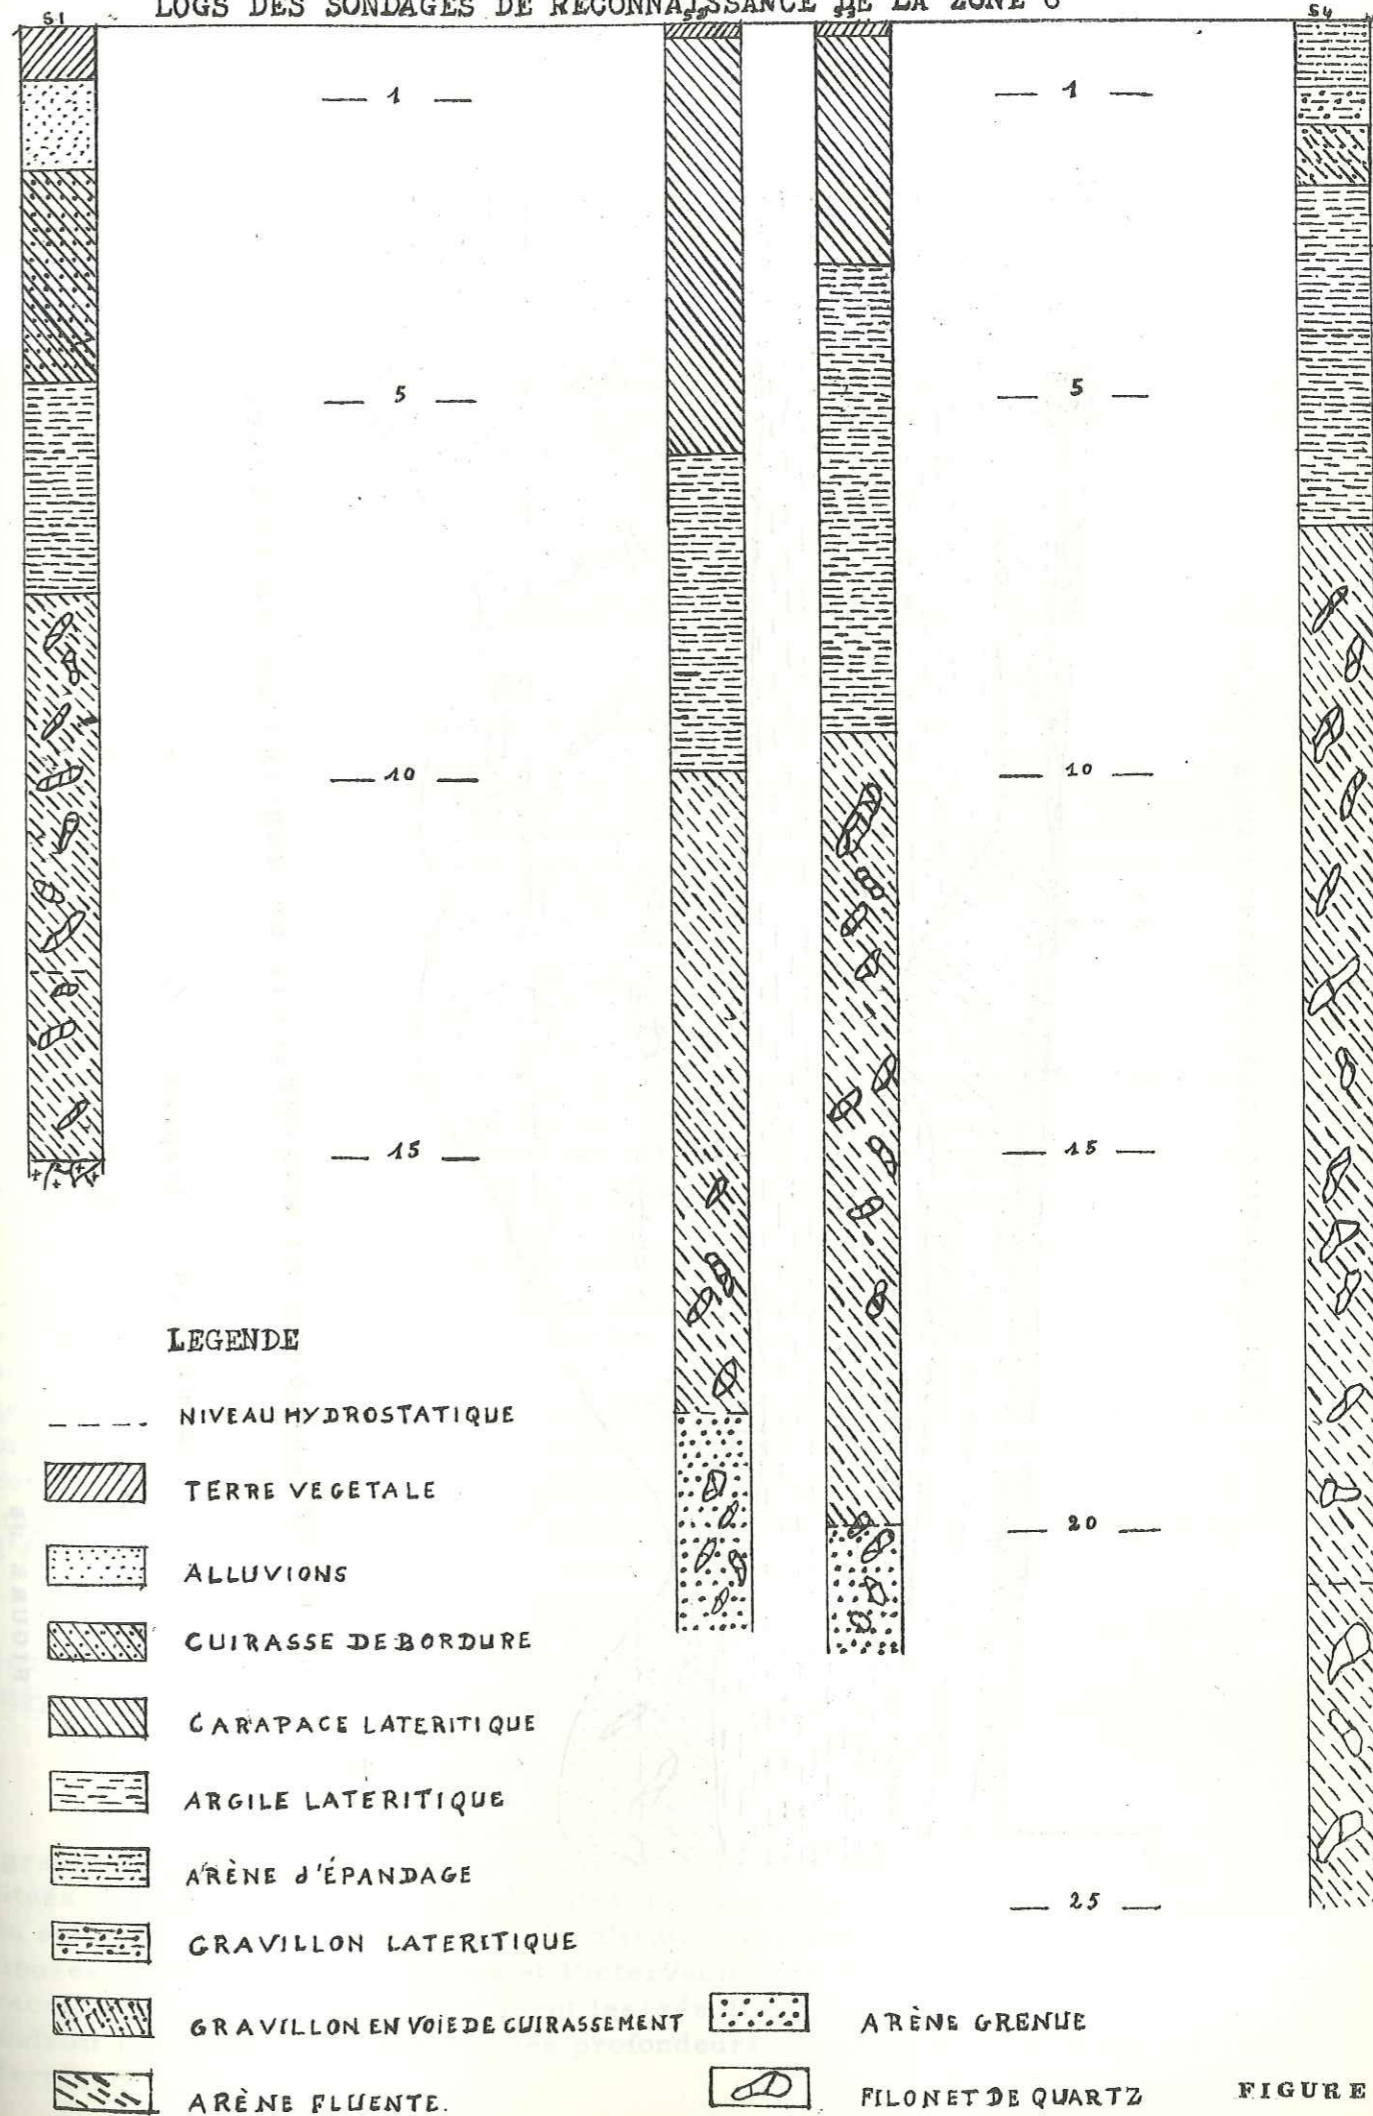 LOGS DES SONDAGES DE RECONNAISSANCE DE LA ZONE
S1 S2 S3 S4
1 1
5 5
10 10
15 15
20
25
LEGENDE
NIVEAU HYDROSTATIQUE
TERRE VEGETALE
ALLUVIONS
CUIRASSE DE BORDURE
CARAPACE LATERITIQUE
ARGILE LATERITIQUE
ARÈNE d'ÉPANDAGE
GRAVILLON LATERITIQUE
GRAVILLON EN VOIE DE CUIRASSEMENT
ARÈNE GRENUE
ARÈNE FLUENTE.
FILONET DE QUARTZ
FIGURE